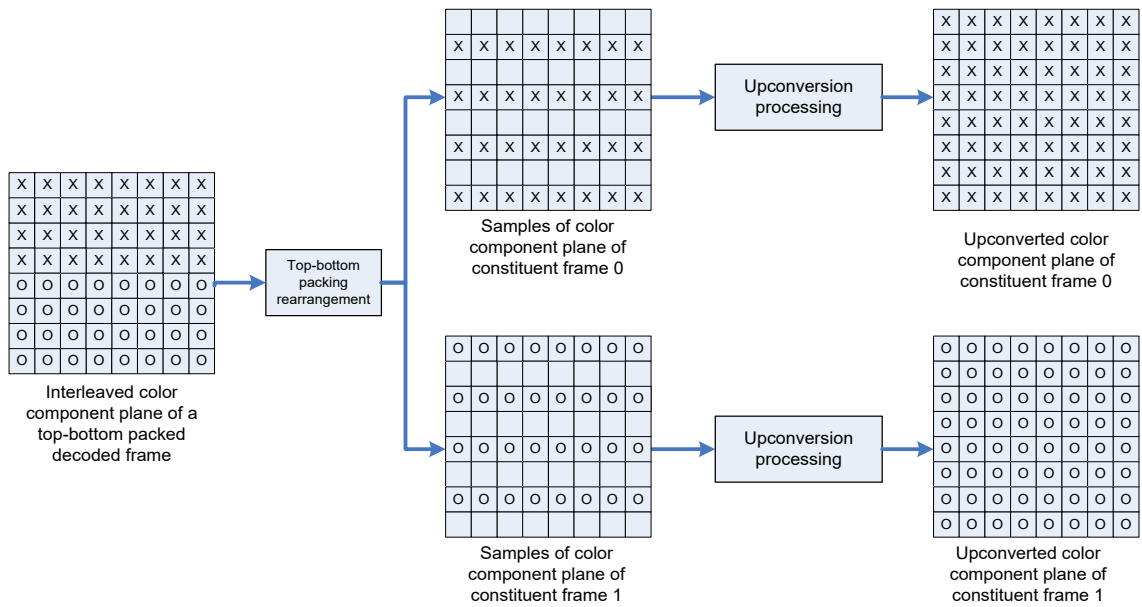 X X X X X X X X
X X X X X X X X
X X X X X X X X
X X X X X X X X
O O O O O O O O
O O O O O O O O
O O O O O O O O
O O O O O O O O
Interleaved color
component plane of a
top-bottom packed
decoded frame
Top-bottom
packing
rearrangement
X X X X X X X X
X X X X X X X X
X X X X X X X X
X X X X X X X X
Samples of color
component plane of
constituent frame 0
Upconversion
processing
X X X X X X X X
X X X X X X X X
X X X X X X X X
X X X X X X X X
X X X X X X X X
X X X X X X X X
X X X X X X X X
X X X X X X X X
Upconverted color
component plane of
constituent frame 0
O O O O O O O O
O O O O O O O O
O O O O O O O O
O O O O O O O O
Samples of color
component plane of
constituent frame 1
Upconversion
processing
O O O O O O O O
O O O O O O O O
O O O O O O O O
O O O O O O O O
O O O O O O O O
O O O O O O O O
O O O O O O O O
O O O O O O O O
Upconverted color
component plane of
constituent frame 1